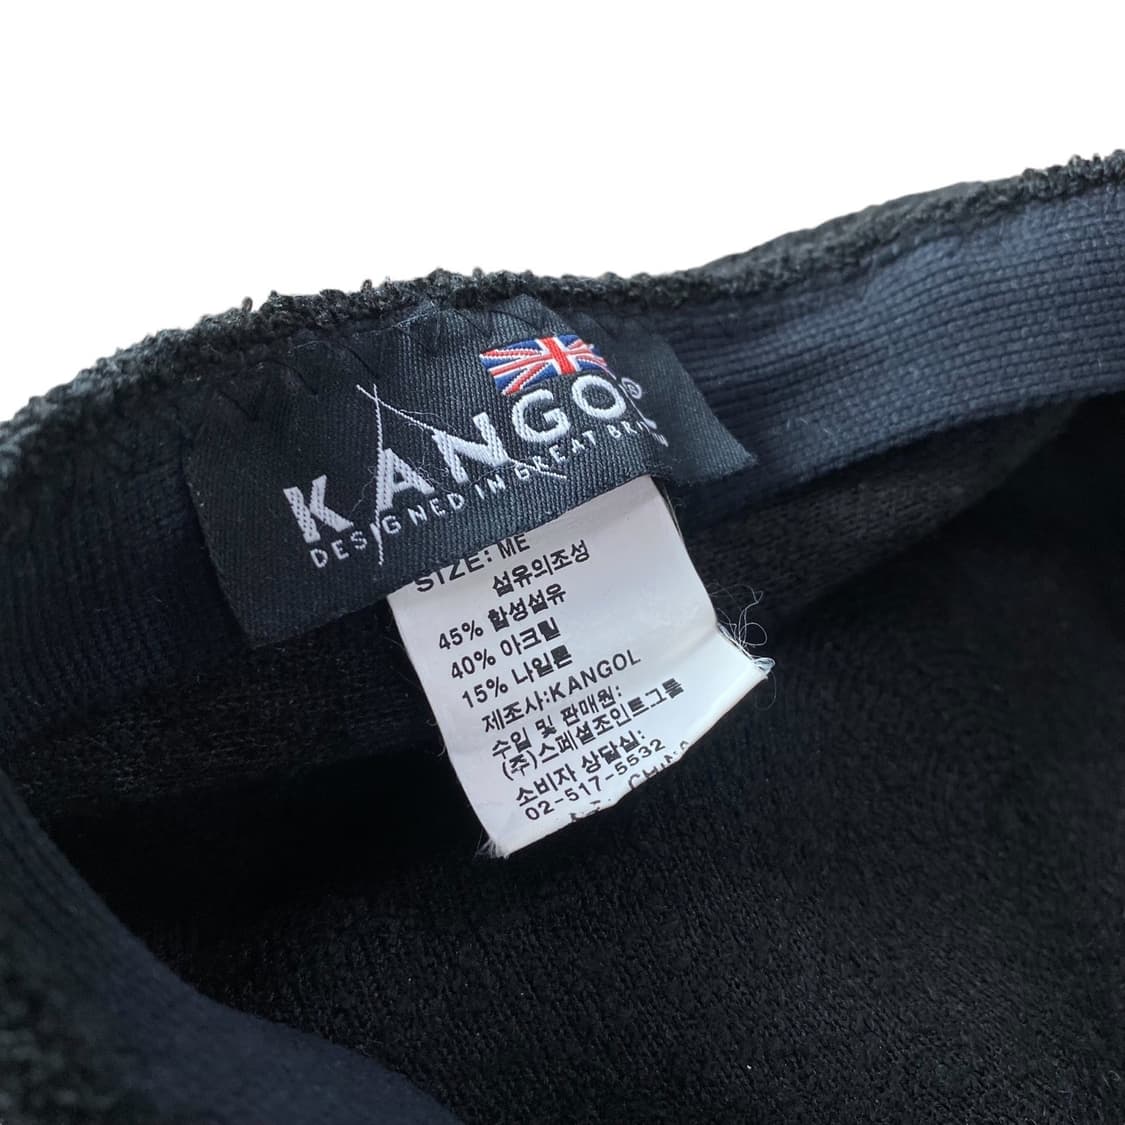 KANGOL®
DESIGNED IN GREAT BRI
SIZE: ME
섬유의조성
45% 합성섬유
40% 아크릴
15% 나일론
제조사:KANGOL
수입 및 판매원:
(주)스페셜조인트그룹
소비자 상담실:
02-517-5532
CHINA